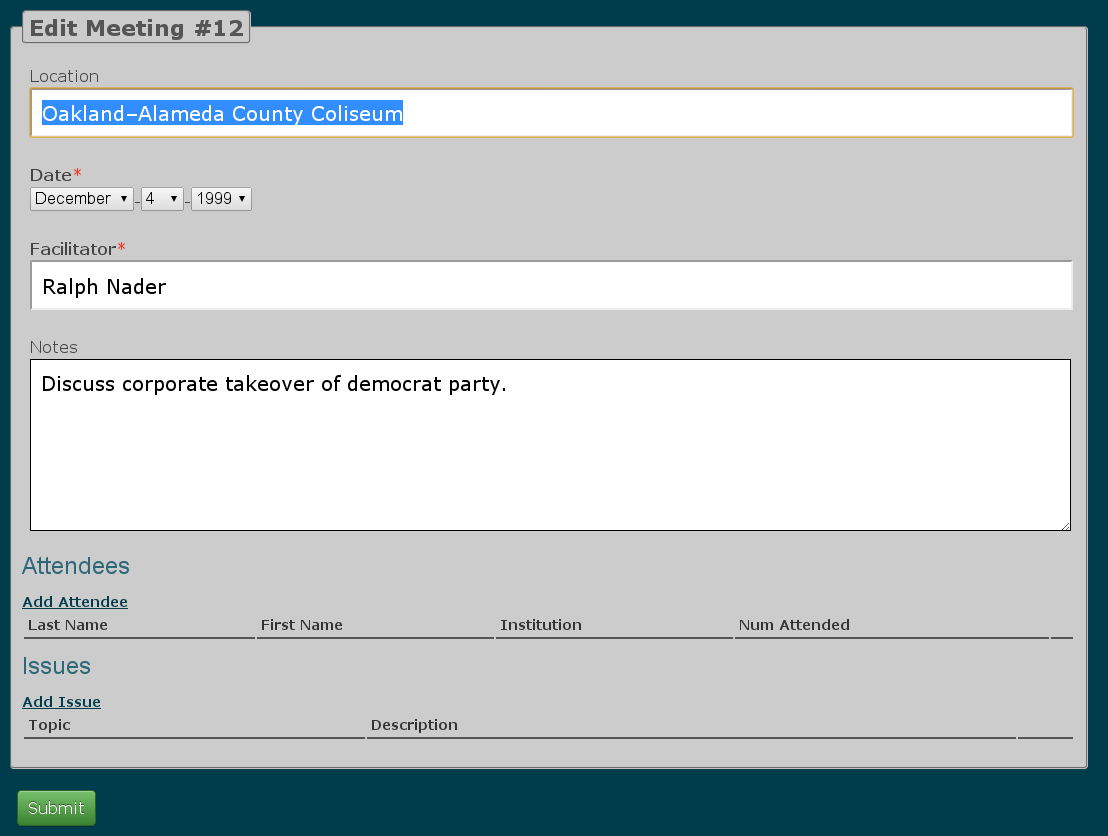 Edit Meeting #12
Location
Oakland–Alameda County Coliseum
Date*
December - 4 - 1999
Facilitator*
Ralph Nader
Notes
Discuss corporate takeover of democrat party.
Attendees
Add Attendee
Last Name First Name Institution Num Attended
Issues
Add Issue
Topic Description
Submit